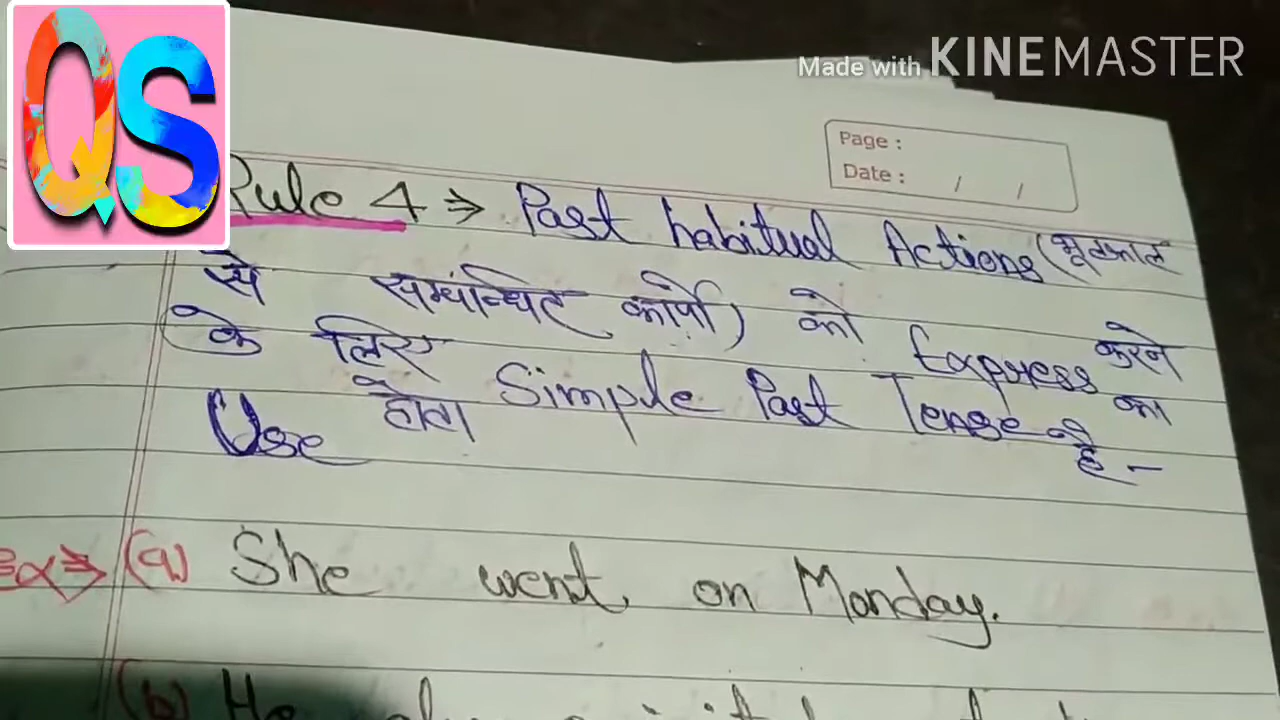 QS
Made with KINEMASTER
Page :
Date : / /
Rule 4 ⇒ Past habitual Actions (भूतकाल
से सम्बन्धित कार्यो) को Express करने
के लिए Simple Past Tense का
Use होता है -
Ex ⇒ (a) She went on Monday.
(b) He